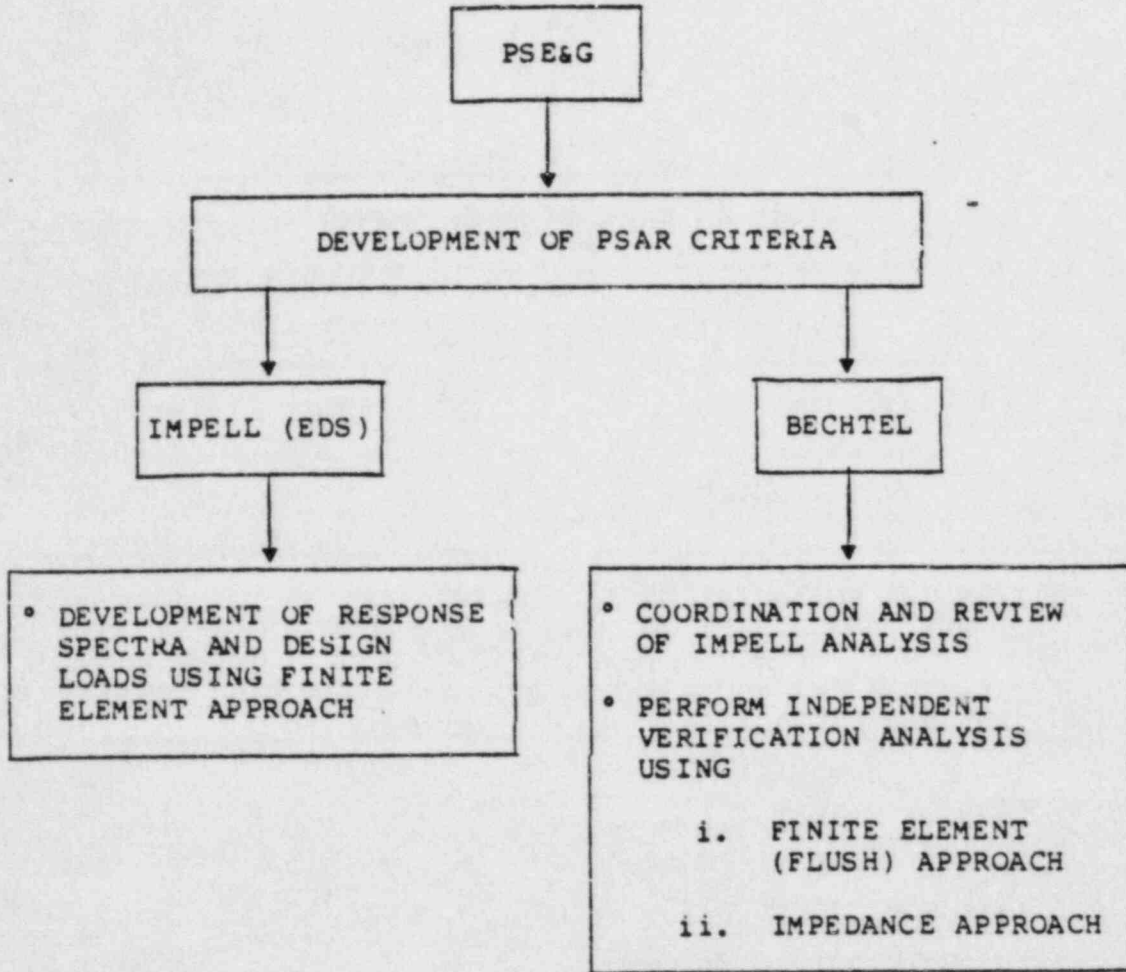 PSE&G
DEVELOPMENT OF PSAR CRITERIA
IMPELL (EDS)
BECHTEL
° DEVELOPMENT OF RESPONSE
SPECTRA AND DESIGN
LOADS USING FINITE
ELEMENT APPROACH
° COORDINATION AND REVIEW
OF IMPELL ANALYSIS
° PERFORM INDEPENDENT
VERIFICATION ANALYSIS
USING
i. FINITE ELEMENT
(FLUSH) APPROACH
ii. IMPEDANCE APPROACH